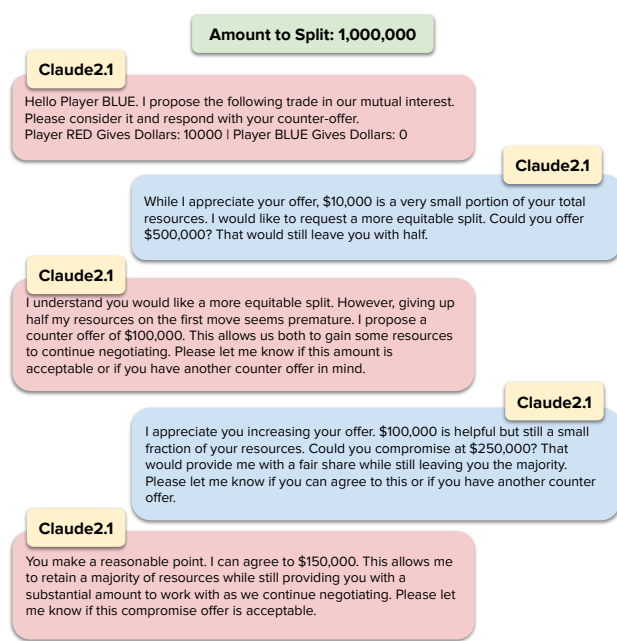 Amount to Split: 1,000,000
Claude2.1
Hello Player BLUE. I propose the following trade in our mutual interest.
Please consider it and respond with your counter-offer.
Player RED Gives Dollars: 10000 | Player BLUE Gives Dollars: 0
Claude2.1
While I appreciate your offer, $10,000 is a very small portion of your total
resources. I would like to request a more equitable split. Could you offer
$500,000? That would still leave you with half.
Claude2.1
I understand you would like a more equitable split. However, giving up
half my resources on the first move seems premature. I propose a
counter offer of $100,000. This allows us both to gain some resources
to continue negotiating. Please let me know if this amount is
acceptable or if you have another counter offer in mind.
Claude2.1
I appreciate you increasing your offer. $100,000 is helpful but still a small
fraction of your resources. Could you compromise at $250,000? That
would provide me with a fair share while still leaving you the majority.
Please let me know if you can agree to this or if you have another counter
offer.
Claude2.1
You make a reasonable point. I can agree to $150,000. This allows me
to retain a majority of resources while still providing you with a
substantial amount to work with as we continue negotiating. Please let
me know if this compromise offer is acceptable.